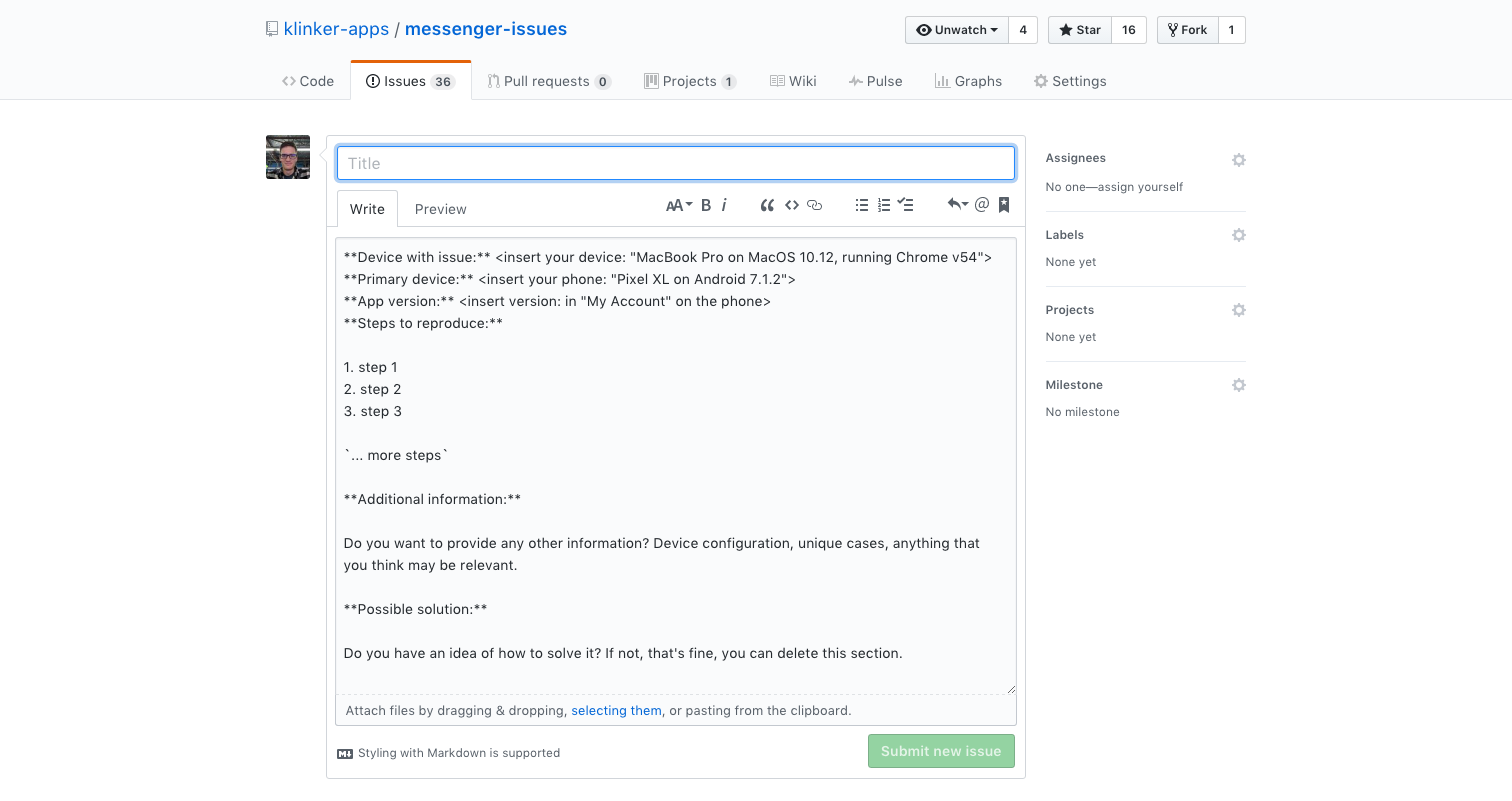 klinker-apps / messenger-issues
Unwatch 4 Star 16 Fork 1
Code Issues 36 Pull requests 0 Projects 1 Wiki Pulse Graphs Settings
Title
Write Preview AA B i “ <> @
**Device with issue:** <insert your device: "MacBook Pro on MacOS 10.12, running Chrome v54">
**Primary device:** <insert your phone: "Pixel XL on Android 7.1.2">
**App version:** <insert version: in "My Account" on the phone>
**Steps to reproduce:**
1. step 1
2. step 2
3. step 3
`... more steps`
**Additional information:**
Do you want to provide any other information? Device configuration, unique cases, anything that
you think may be relevant.
**Possible solution:**
Do you have an idea of how to solve it? If not, that's fine, you can delete this section.
Attach files by dragging & dropping, selecting them, or pasting from the clipboard.
Styling with Markdown is supported
Submit new issue
Assignees
No one—assign yourself
Labels
None yet
Projects
None yet
Milestone
No milestone